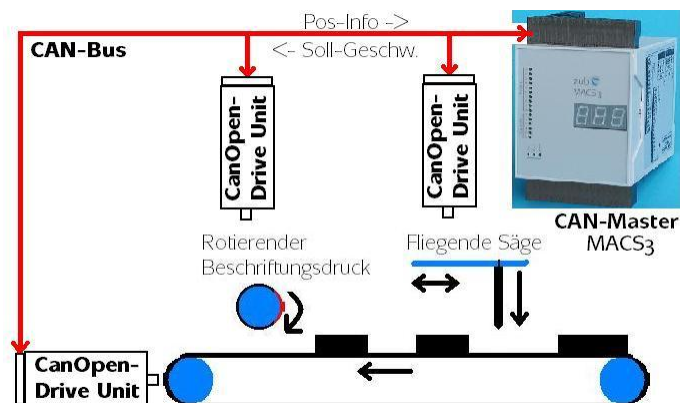 Pos-Info ->
CAN-Bus
<- Soll-Geschw.
zub
MACS3
CanOpen-
Drive Unit
CanOpen-
Drive Unit
CAN-Master
MACS3
Rotierender
Beschriftungsdruck
Fliegende Säge
CanOpen-
Drive Unit